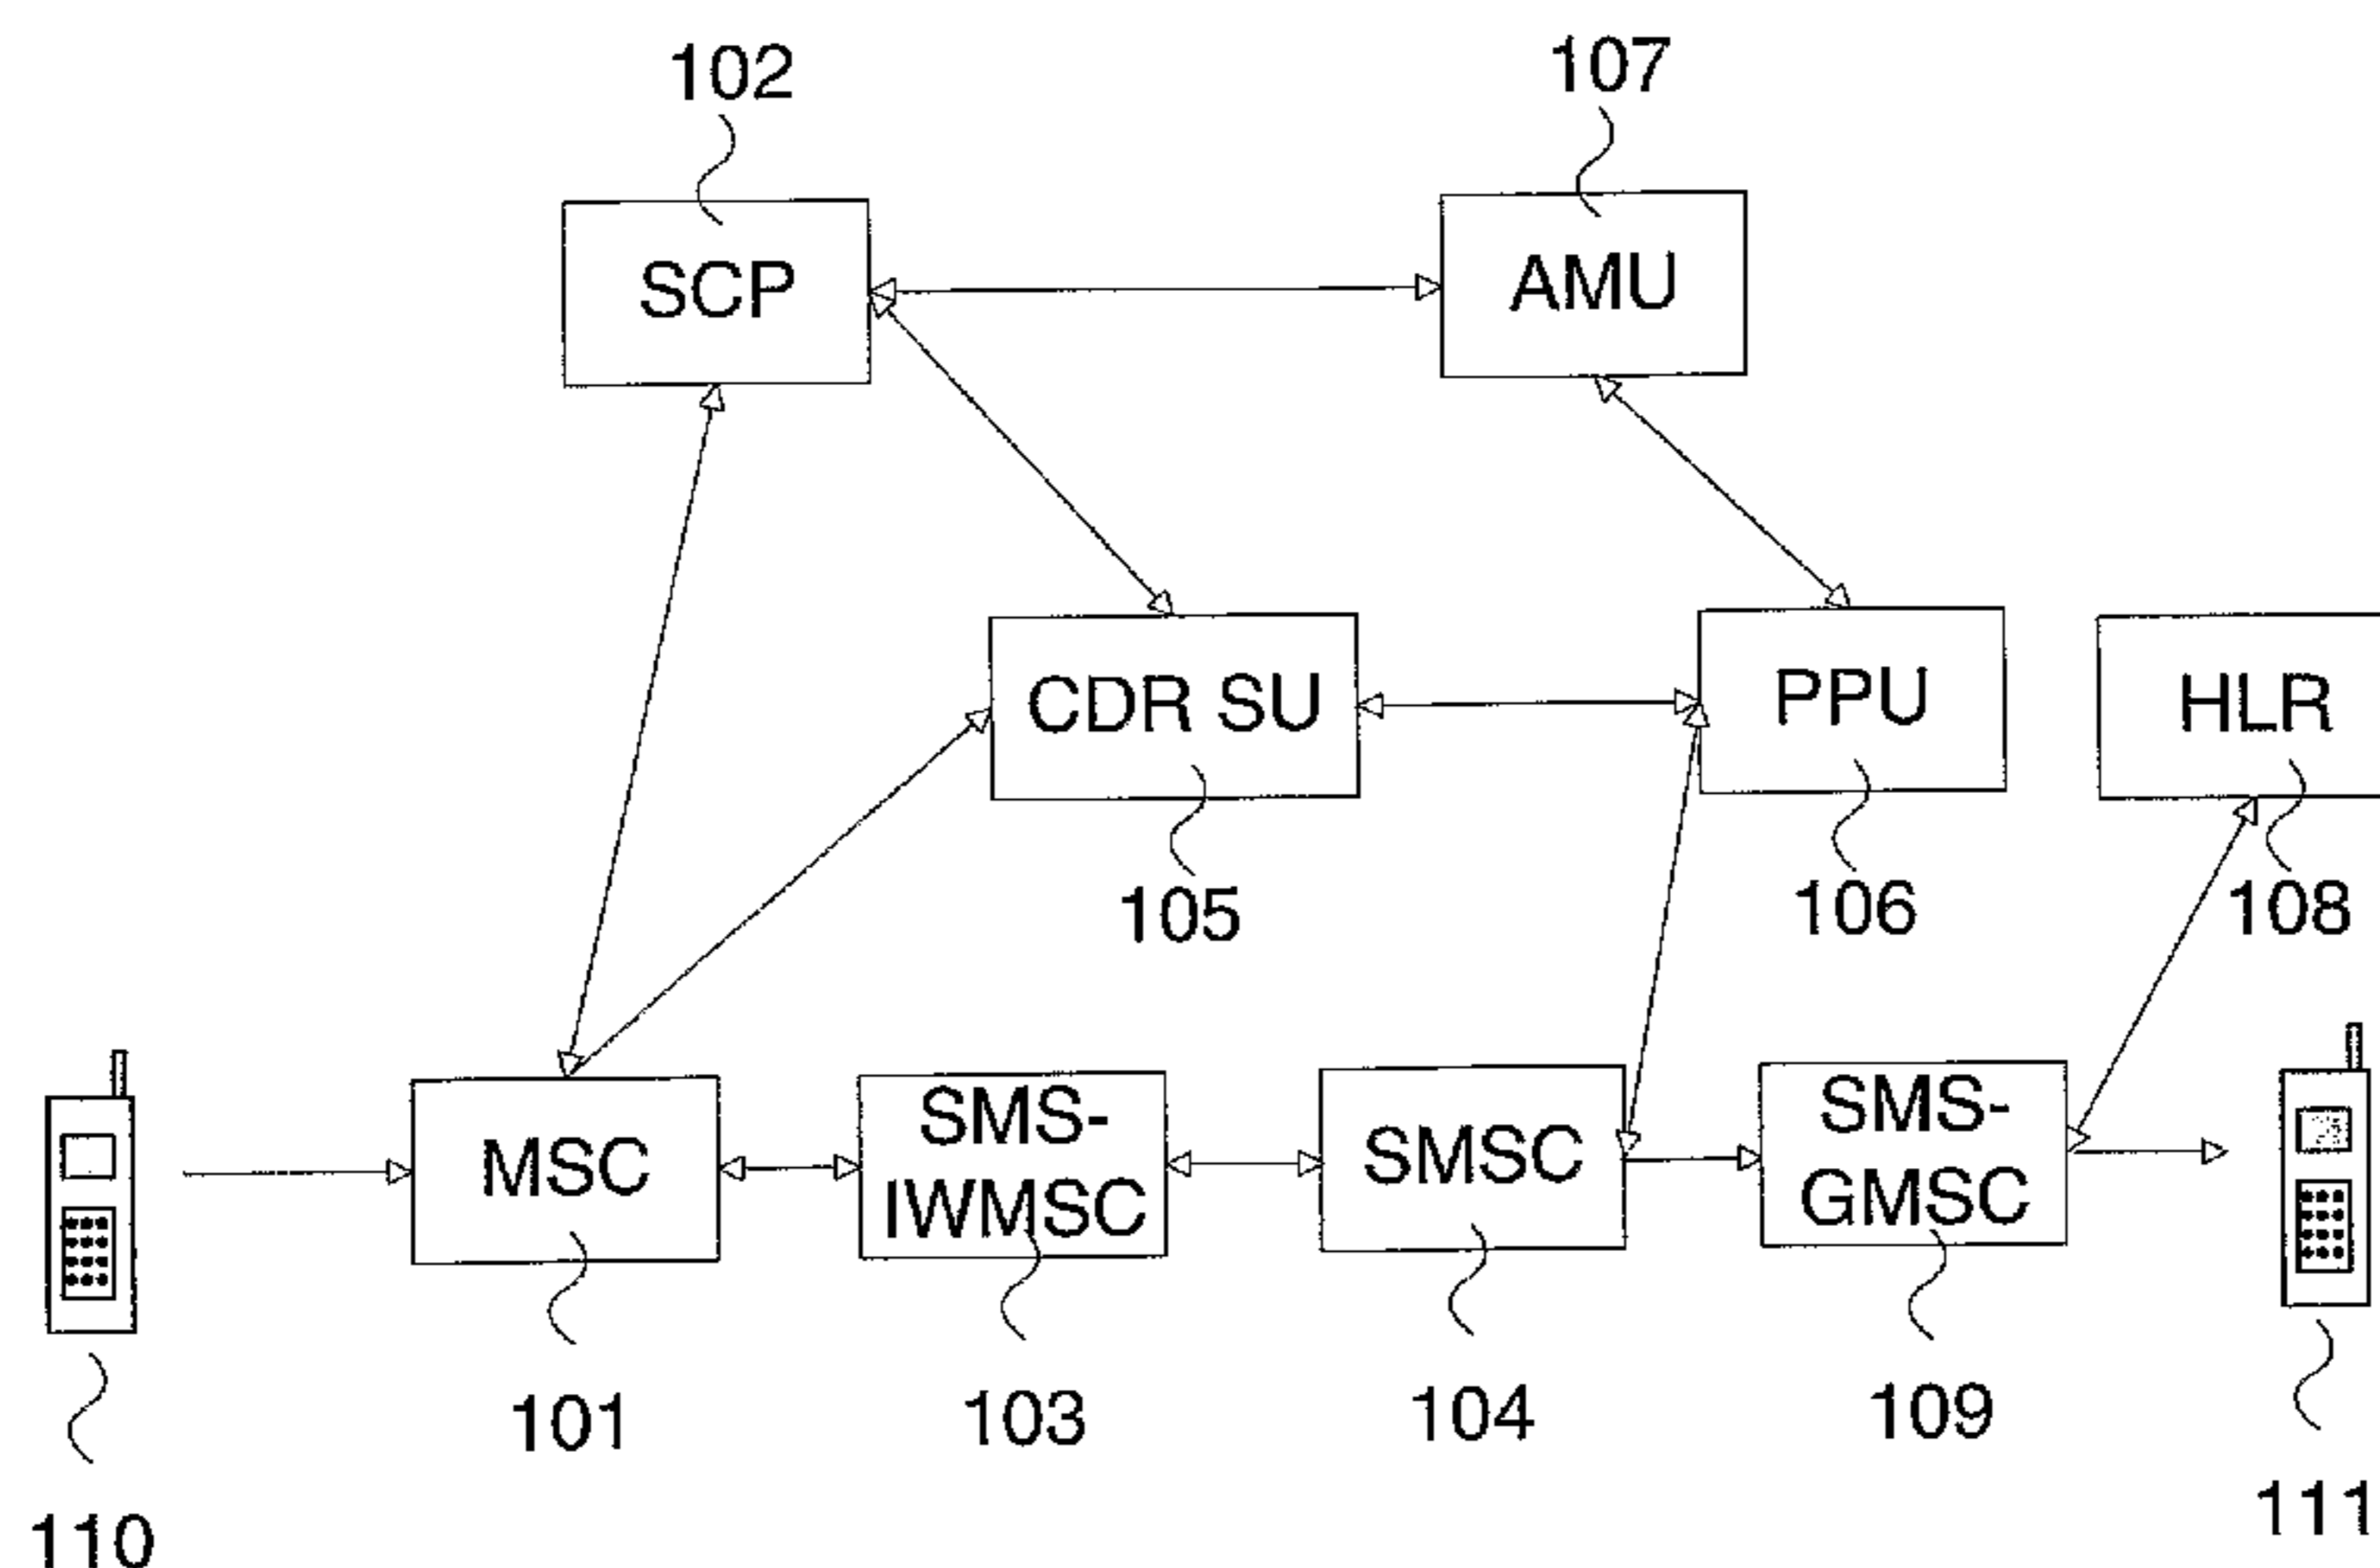 102
107
SCP
AMU
CDR SU
PPU
HLR
105
106
108
MSC
SMS-
IWMSC
SMSC
SMS-
GMSC
101
103
104
109
110
111